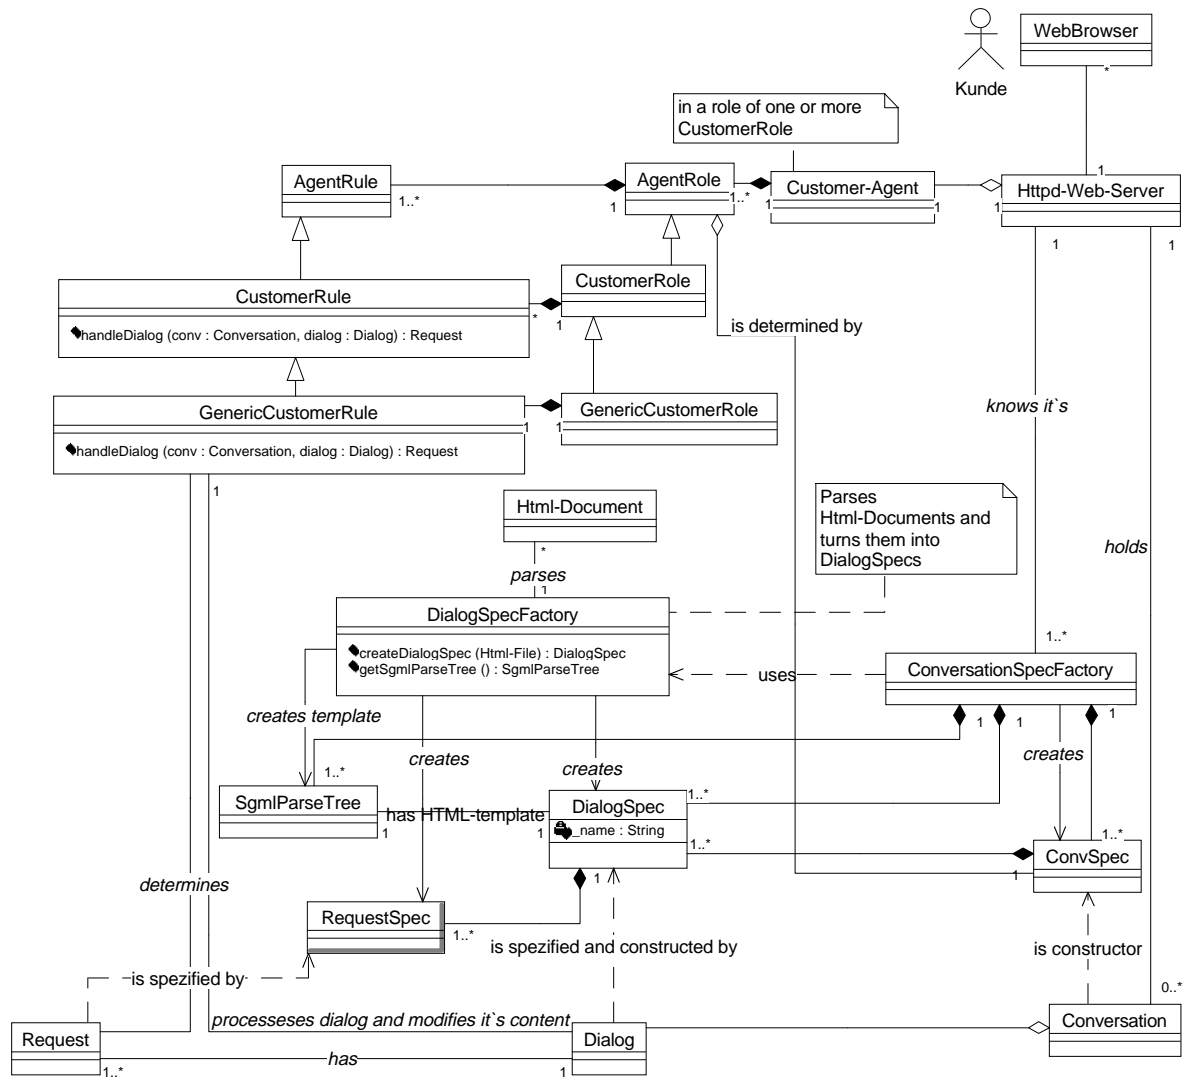 WebBrowser
*
Kunde
in a role of one or more
CustomerRole
AgentRule
1..*
1
AgentRole
1..*
1
Customer-Agent
1
1
1
Httpd-Web-Server
1
1
CustomerRole
1
CustomerRule
*
handleDialog (conv : Conversation, dialog : Dialog) : Request
is determined by
GenericCustomerRule
1
1
GenericCustomerRole
handleDialog (conv : Conversation, dialog : Dialog) : Request
1
knows it`s
holds
Html-Document
*
parses
1
Parses
Html-Documents and
turns them into
DialogSpecs
DialogSpecFactory
createDialogSpec (Html-File) : DialogSpec
getSgmlParseTree () : SgmlParseTree
uses
1..*
ConversationSpecFactory
1
1
1
creates template
creates
creates
creates
1..*
SgmlParseTree
1
has HTML-template
1
DialogSpec
_name : String
1..*
1..*
1
1..*
ConvSpec
1
determines
RequestSpec
1..*
is spezified and constructed by
is constructor
is spezified by
0..*
processeses dialog and modifies it`s content
Request
1..*
has
1
Dialog
Conversation